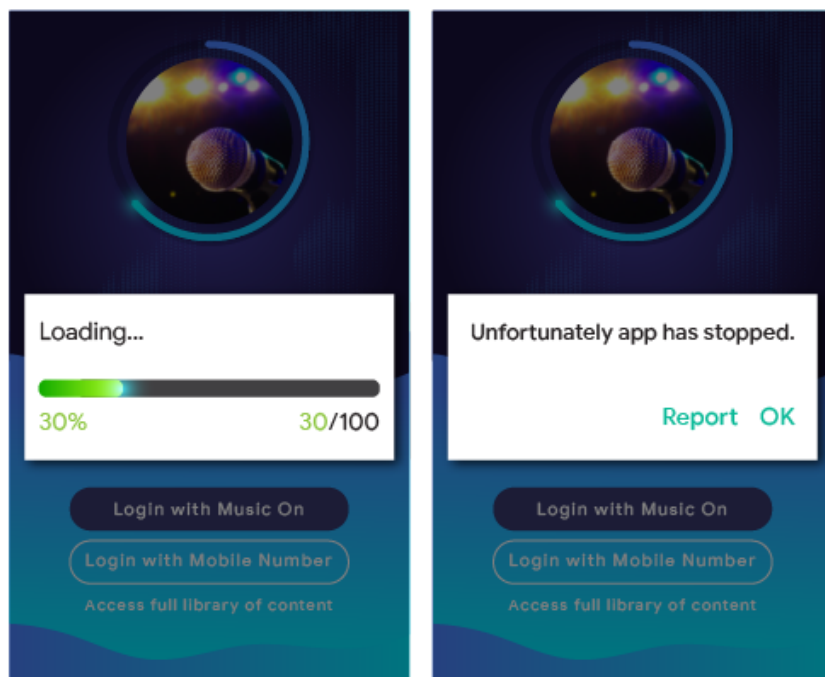 Loading...
30%
30/100
Login with Music On
Login with Mobile Number
Access full library of content
Unfortunately app has stopped.
Report OK
Login with Music On
Login with Mobile Number
Access full library of content